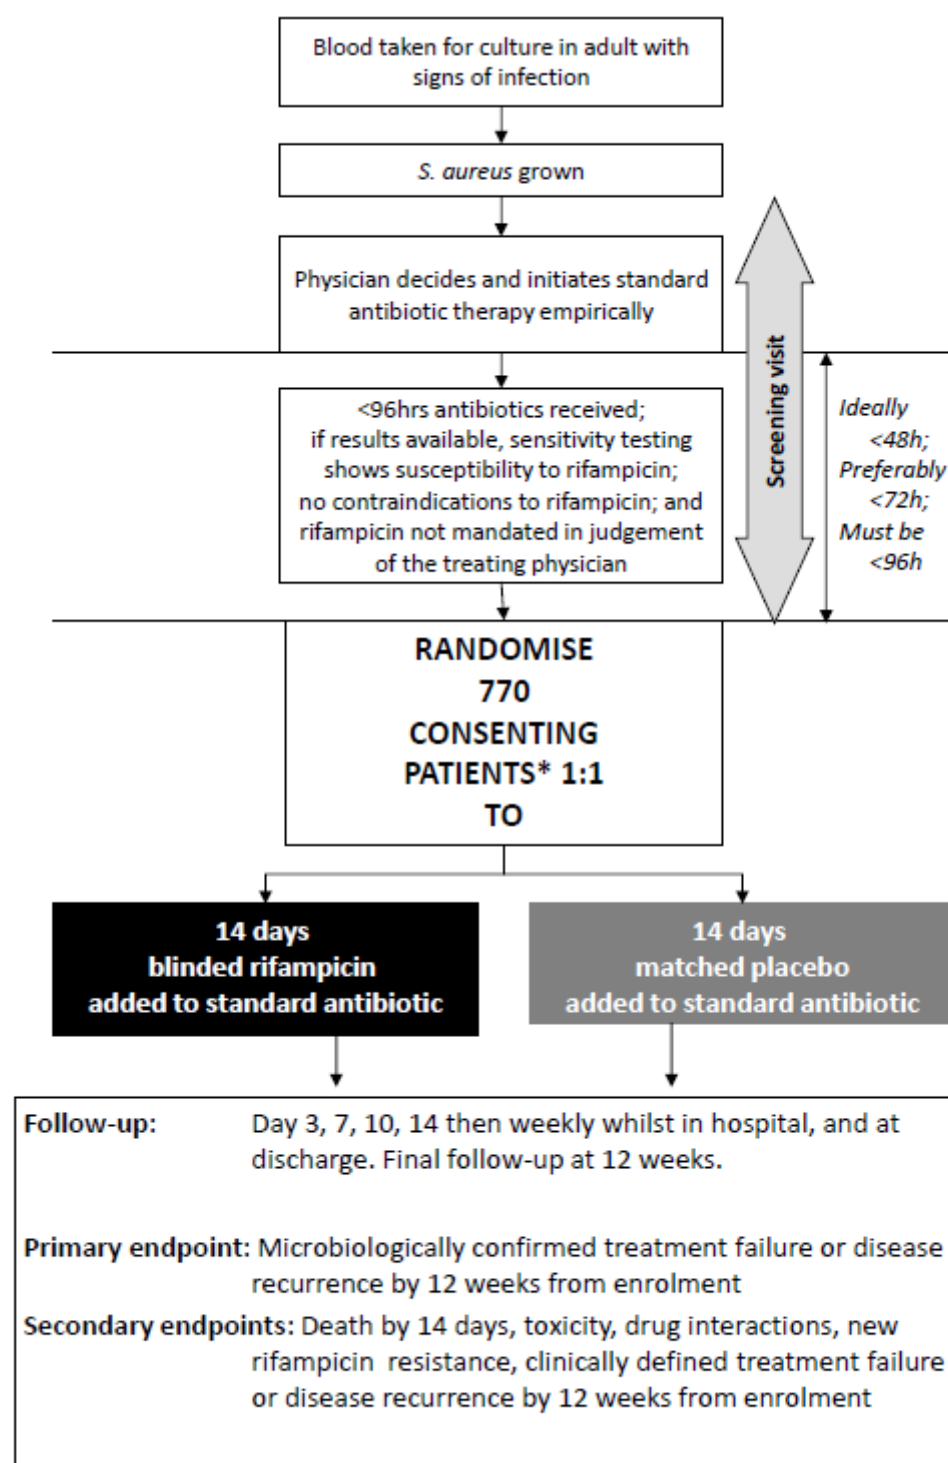 Blood taken for culture in adult with
signs of infection
S. aureus grown
Physician decides and initiates standard
antibiotic therapy empirically
<96hrs antibiotics received;
if results available, sensitivity testing
shows susceptibility to rifampicin;
no contraindications to rifampicin; and
rifampicin not mandated in judgement
of the treating physician
Screening visit
Ideally
<48h;
Preferably
<72h;
Must be
<96h
RANDOMISE
770
CONSENTING
PATIENTS* 1:1
TO
14 days
blinded rifampicin
added to standard antibiotic
14 days
matched placebo
added to standard antibiotic
Follow-up: Day 3, 7, 10, 14 then weekly whilst in hospital, and at
discharge. Final follow-up at 12 weeks.
Primary endpoint: Microbiologically confirmed treatment failure or disease
recurrence by 12 weeks from enrolment
Secondary endpoints: Death by 14 days, toxicity, drug interactions, new
rifampicin resistance, clinically defined treatment failure
or disease recurrence by 12 weeks from enrolment